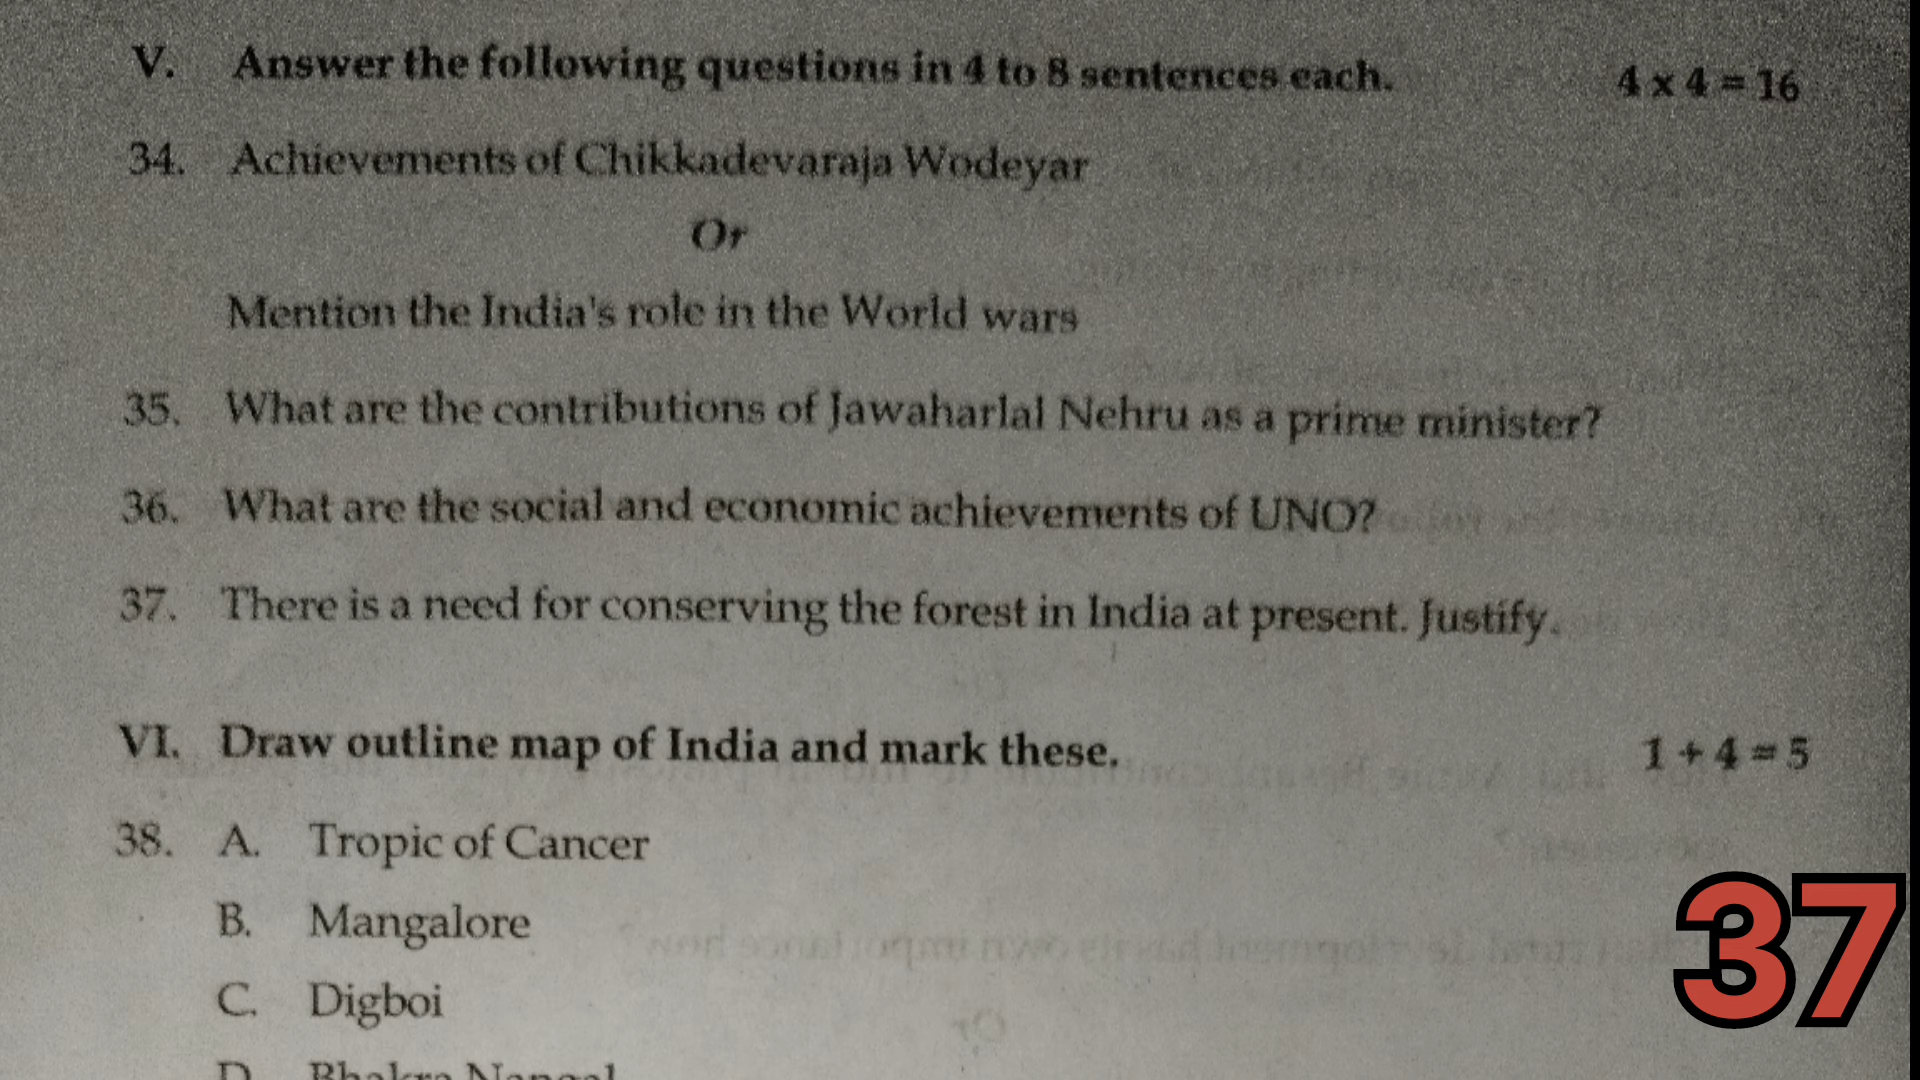 V. Answer the following questions in 4 to 8 sentences each. 4 x 4 = 16
34. Achievements of Chikkadevaraja Wodeyar
Or
Mention the India's role in the World wars
35. What are the contributions of Jawaharlal Nehru as a prime minister?
36. What are the social and economic achievements of UNO?
37. There is a need for conserving the forest in India at present. Justify.
VI. Draw outline map of India and mark these. 1 + 4 = 5
38. A. Tropic of Cancer
B. Mangalore
C. Digboi
D. Bhakra Nangal
37